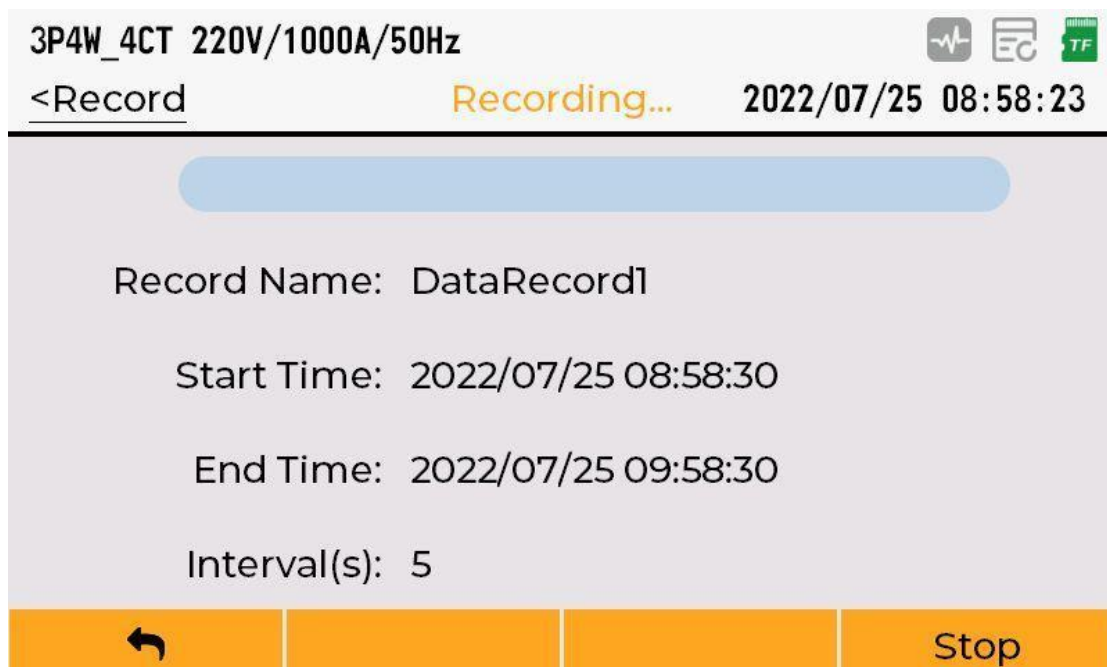 3P4W_4CT 220V/1000A/50Hz
TF
<Record Recording... 2022/07/25 08:58:23
Record Name: DataRecord1
Start Time: 2022/07/25 08:58:30
End Time: 2022/07/25 09:58:30
Interval(s): 5
Stop